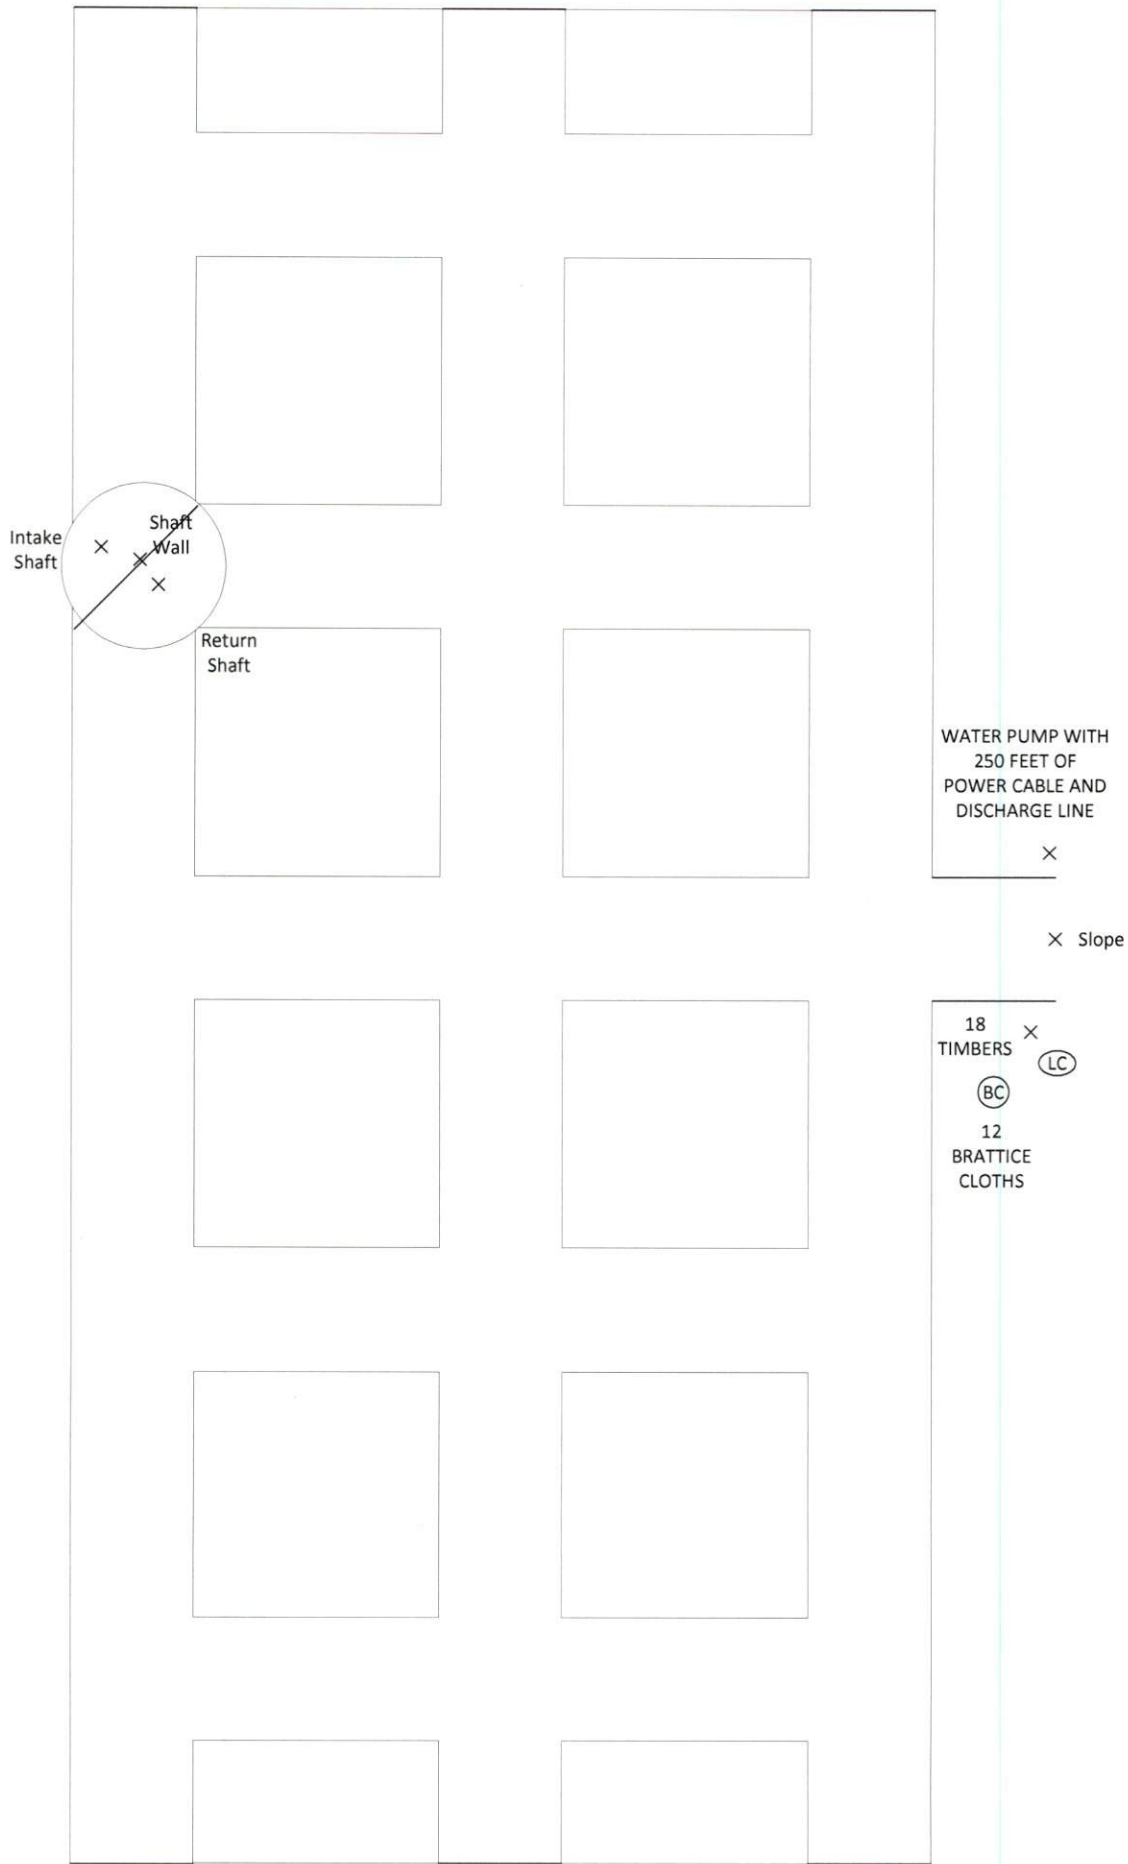 Intake
Shaft
Shaft
Wall
Return
Shaft
WATER PUMP WITH
250 FEET OF
POWER CABLE AND
DISCHARGE LINE
Slope
18
TIMBERS
LC
BC
12
BRATTICE
CLOTHS